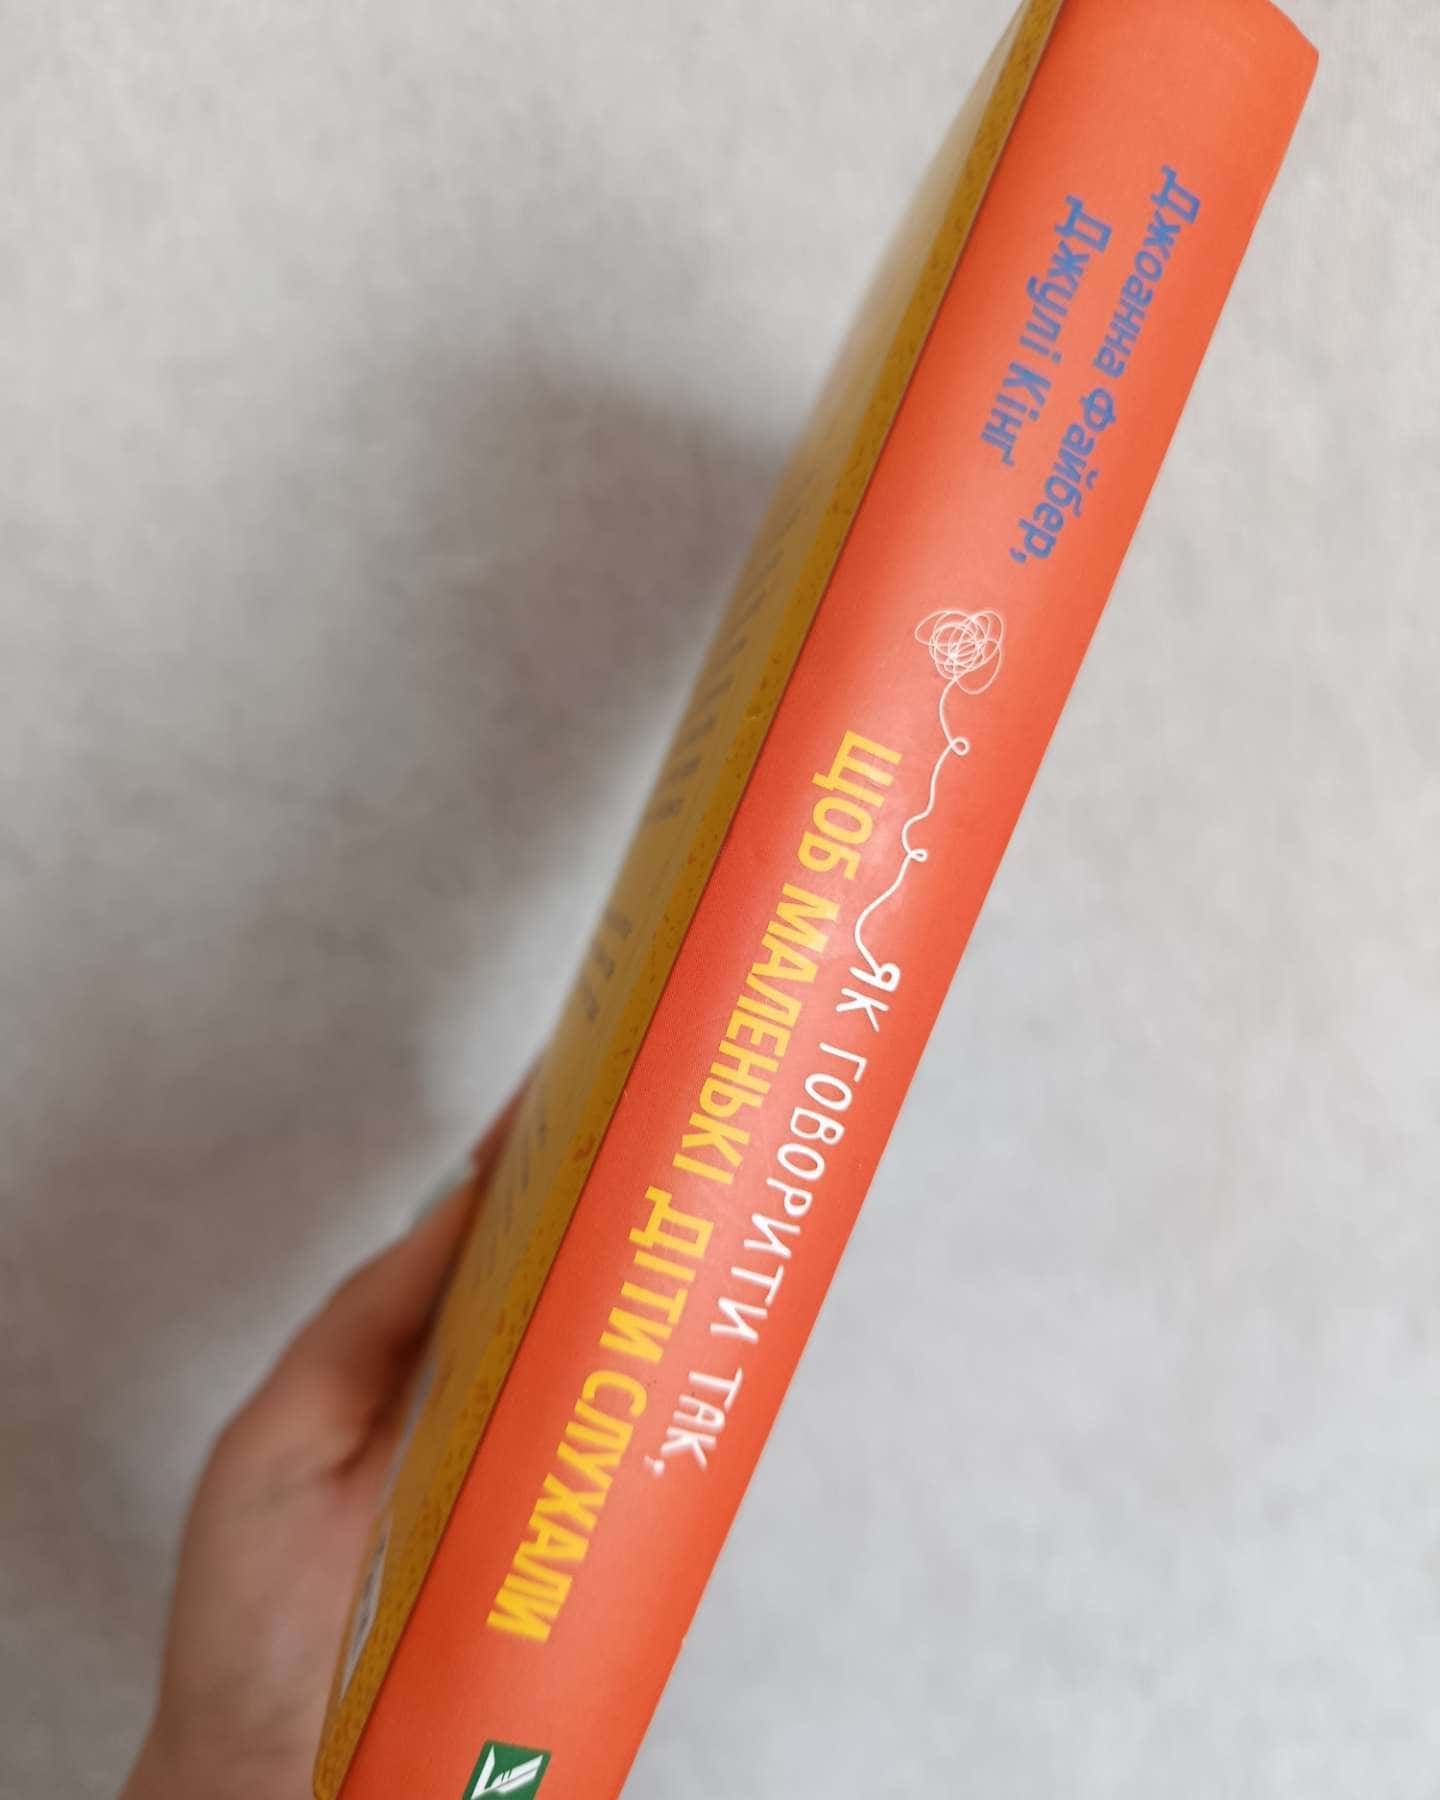 Джоанна Файбер,
Джулі Кінг
Як говорити так,
ЩОБ МАЛЕНЬКІ ДІТИ СЛУХАЛИ